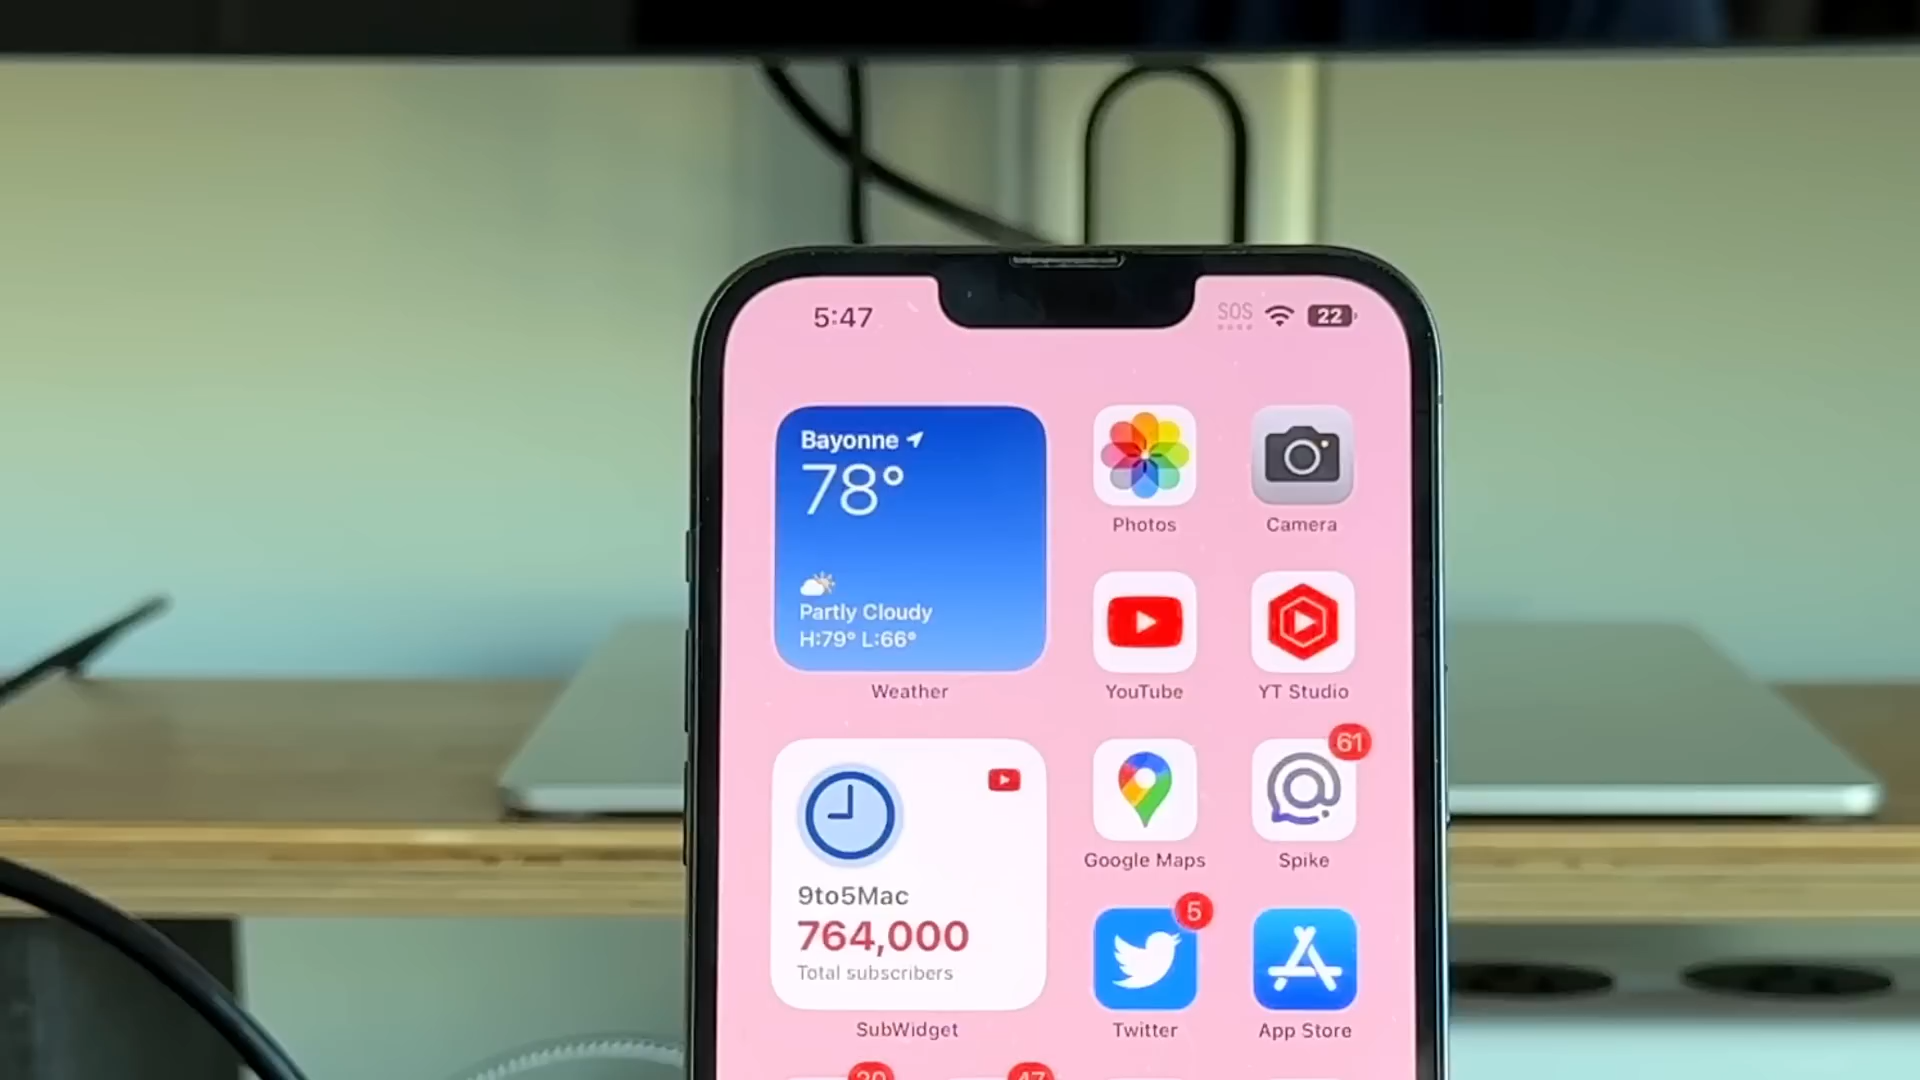 5:47
SOS
22
Bayonne
78°
Partly Cloudy
H:79° L:66°
Weather
Photos
Camera
YouTube
YT Studio
9to5Mac
764,000
Total subscribers
SubWidget
Google Maps
61
Spike
5
Twitter
App Store